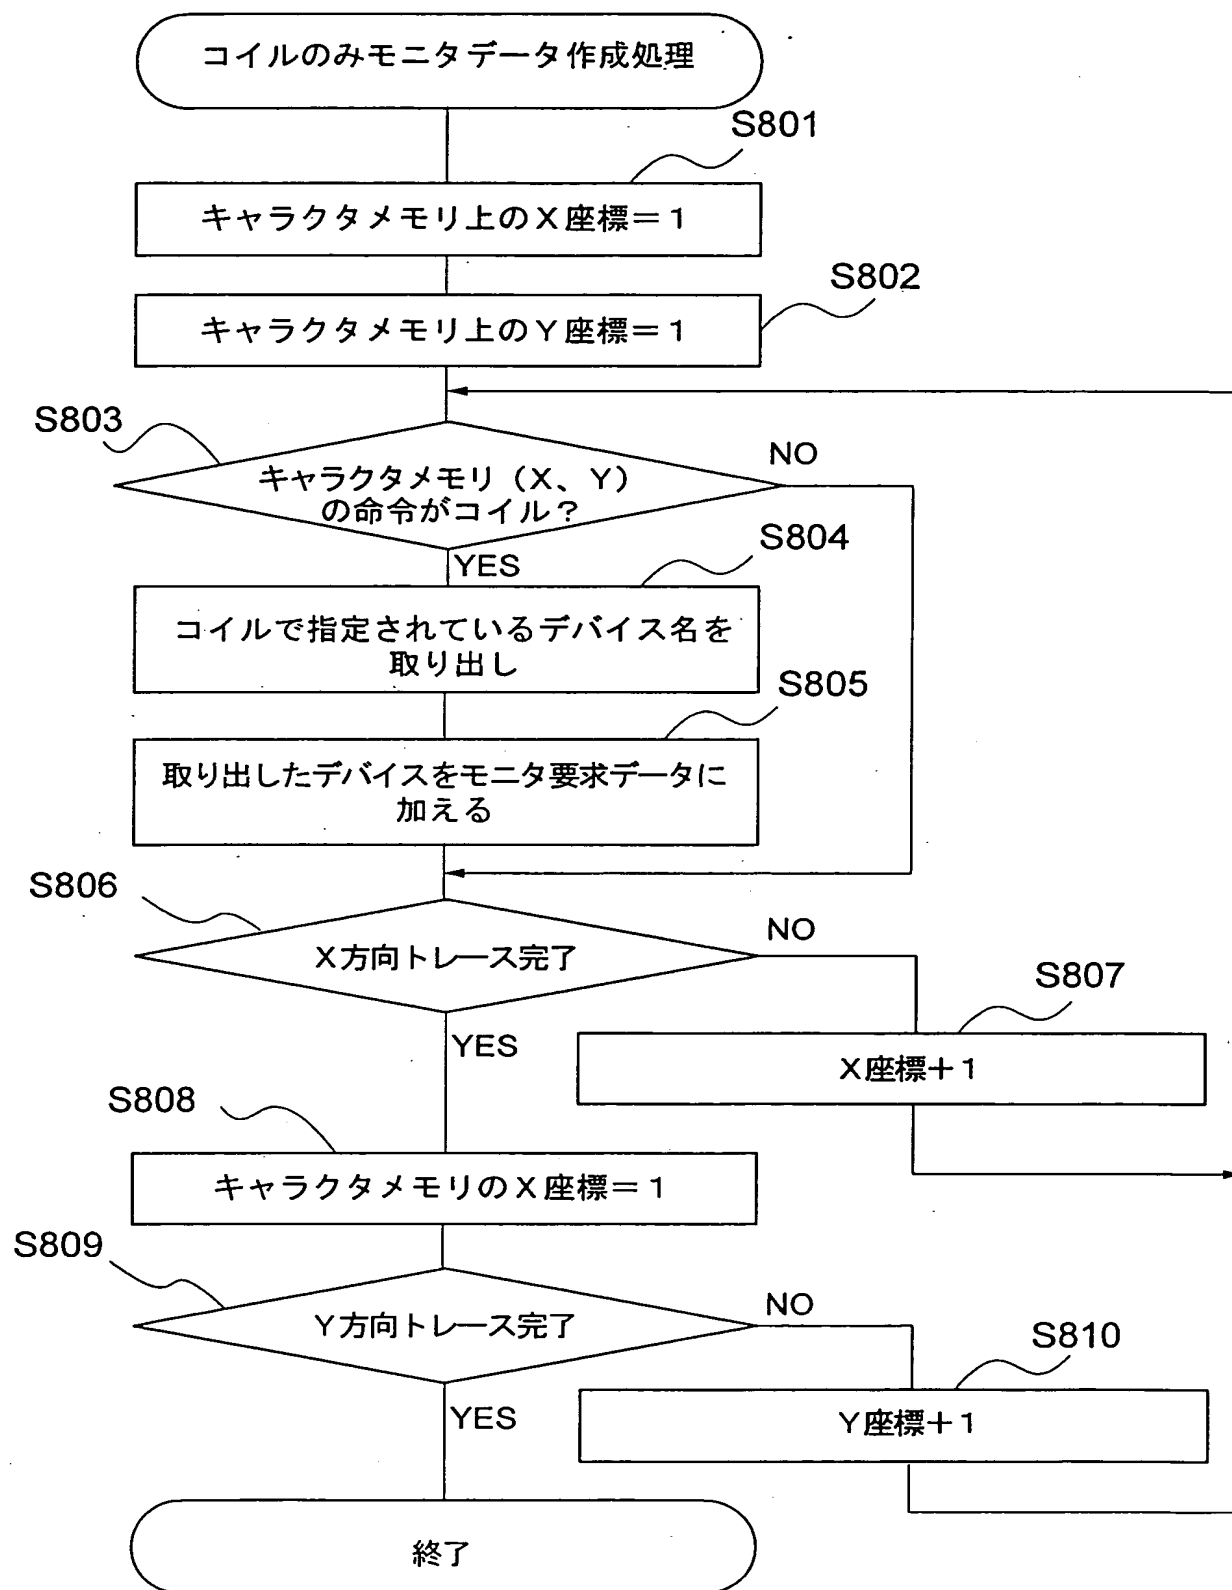 コイルのみモニタデータ作成処理
S801
キャラクタメモリ上のX座標＝1
S802
キャラクタメモリ上のY座標＝1
S803
キャラクタメモリ（X、Y）
の命令がコイル？
NO
YES
S804
コイルで指定されているデバイス名を
取り出し
S805
取り出したデバイスをモニタ要求データに
加える
S806
X方向トレース完了
NO
YES
S807
X座標＋1
S808
キャラクタメモリのX座標＝1
S809
Y方向トレース完了
NO
YES
S810
Y座標＋1
終了